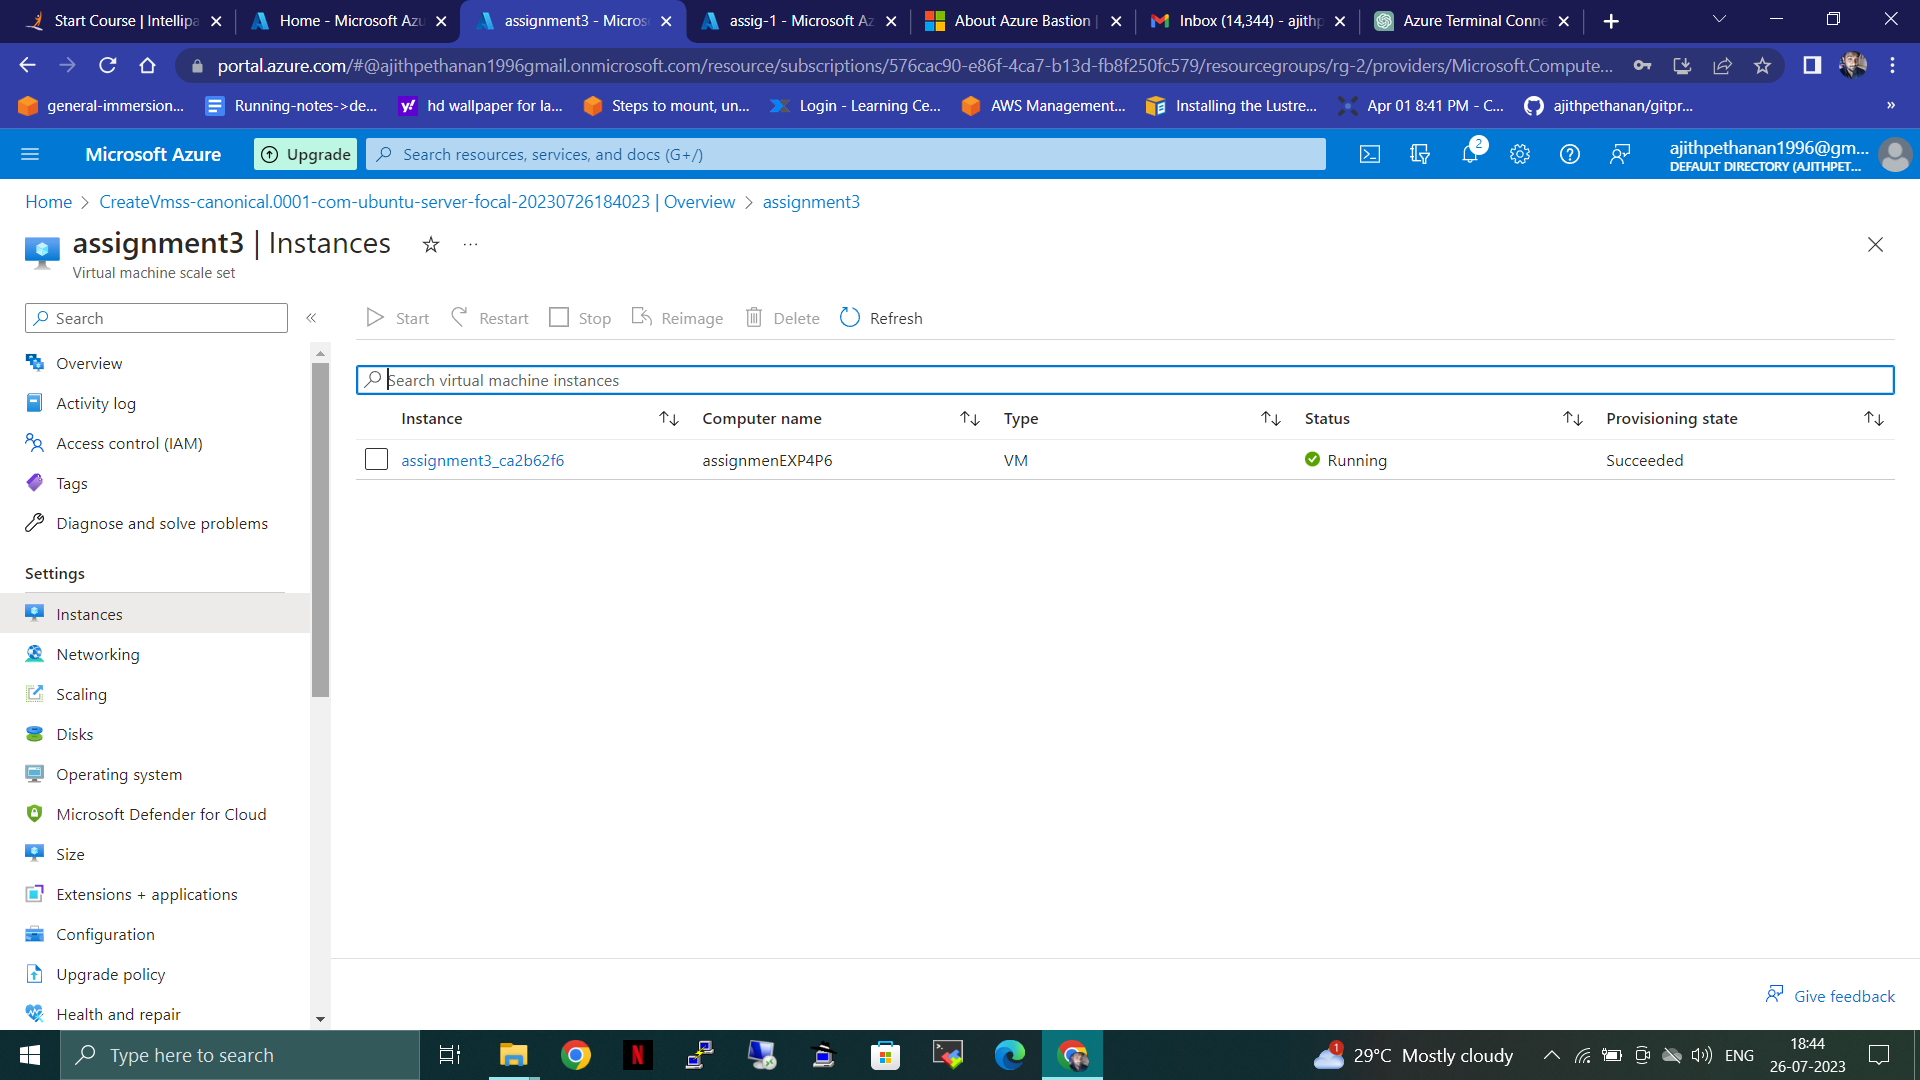 Start Course | Intellipa
Home - Microsoft Azu
assignment3 - Micros
assig-1 - Microsoft Az
About Azure Bastion |
Inbox (14,344) - ajithp
Azure Terminal Conne
portal.azure.com/#@ajithpethanan1996gmail.onmicrosoft.com/resource/subscriptions/576cac90-e86f-4ca7-b13d-fb8f250fc579/resourcegroups/rg-2/providers/Microsoft.Compute...
general-immersion...
Running-notes->de...
hd wallpaper for la...
Steps to mount, un...
Login - Learning Ce...
AWS Management...
Installing the Lustre...
Apr 01 8:41 PM - C...
ajithpethanan/gitpr...
»
Microsoft Azure
Upgrade
Search resources, services, and docs (G+/)
2
ajithpethanan1996@gm...
DEFAULT DIRECTORY (AJITHPET...
Home > CreateVmss-canonical.0001-com-ubuntu-server-focal-20230726184023 | Overview > assignment3
assignment3 | Instances
Virtual machine scale set
Search
«
Start
Restart
Stop
Reimage
Delete
Refresh
Search virtual machine instances
Instance
Computer name
Type
Status
Provisioning state
assignment3_ca2b62f6
assignmenEXP4P6
VM
Running
Succeeded
Overview
Activity log
Access control (IAM)
Tags
Diagnose and solve problems
Settings
Instances
Networking
Scaling
Disks
Operating system
Microsoft Defender for Cloud
Size
Extensions + applications
Configuration
Upgrade policy
Health and repair
Give feedback
Type here to search
N
1
29°C Mostly cloudy
ENG
18:44
26-07-2023